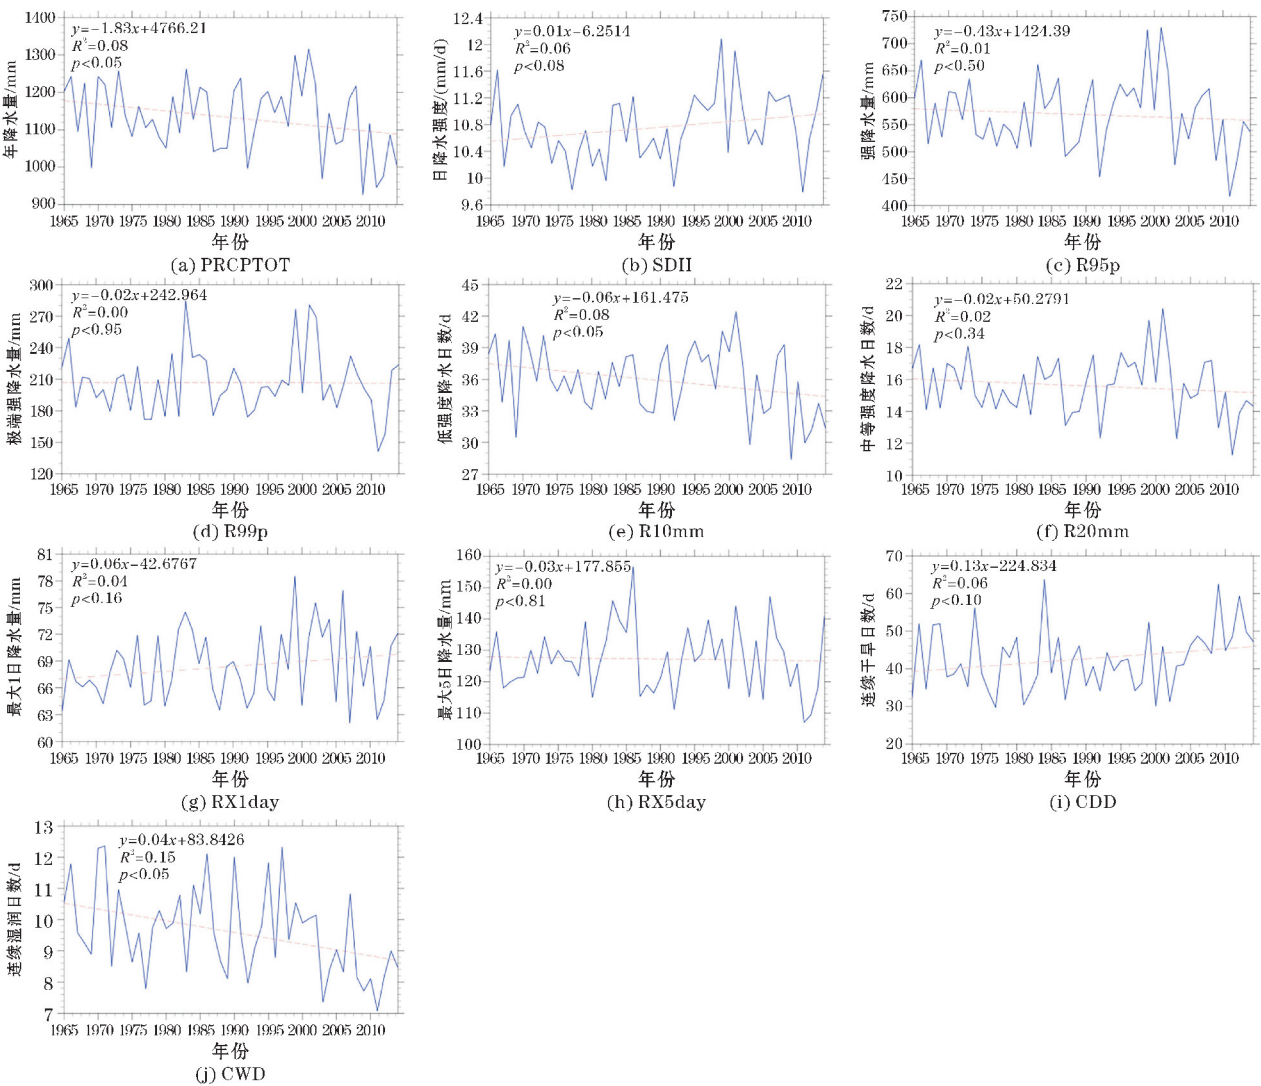 1400
1300
1200
1100
1000
900
年降水量/mm
y=−1.83x+4766.21
R²=0.08
p<0.05
1965 1970 1975 1980 1985 1990 1995 2000 2005 2010
年份
(a) PRCPTOT
12.4
11.6
11.2
10.8
10.4
10
9.6
日降水强度/(mm/d)
y=0.01x−6.2514
R²=0.06
p<0.08
1965 1970 1975 1980 1985 1990 1995 2000 2005 2010
年份
(b) SDII
750
700
650
600
550
500
450
400
强降水量/mm
y=−0.43x+1424.39
R²=0.01
p<0.50
1965 1970 1975 1980 1985 1990 1995 2000 2005 2010
年份
(c) R95p
300
270
240
210
180
150
120
极端强降水量/mm
y=−0.02x+242.964
R²=0.00
p<0.95
1965 1970 1975 1980 1985 1990 1995 2000 2005 2010
年份
(d) R99p
45
42
39
36
33
30
27
低强度降水日数/d
y=−0.06x+161.475
R²=0.08
p<0.05
1965 1970 1975 1980 1985 1990 1995 2000 2005 2010
年份
(e) R10mm
22
20
18
16
14
12
10
中等强度降水日数/d
y=−0.02x+50.2791
R²=0.02
p<0.34
1965 1970 1975 1980 1985 1990 1995 2000 2005 2010
年份
(f) R20mm
81
78
75
72
69
66
63
60
最大1日降水量/mm
y=0.06x−42.6767
R²=0.04
p<0.16
1965 1970 1975 1980 1985 1990 1995 2000 2005 2010
年份
(g) RX1day
160
150
140
130
120
110
100
最大5日降水量/mm
y=−0.03x+177.855
R²=0.00
p<0.81
1965 1970 1975 1980 1985 1990 1995 2000 2005 2010
年份
(h) RX5day
70
60
50
40
30
20
连续干旱日数/d
y=0.13x−224.834
R²=0.06
p<0.10
1965 1970 1975 1980 1985 1990 1995 2000 2005 2010
年份
(i) CDD
13
12
11
10
9
8
7
连续湿润日数/d
y=0.04x+83.8426
R²=0.15
p<0.05
1965 1970 1975 1980 1985 1990 1995 2000 2005 2010
年份
(j) CWD